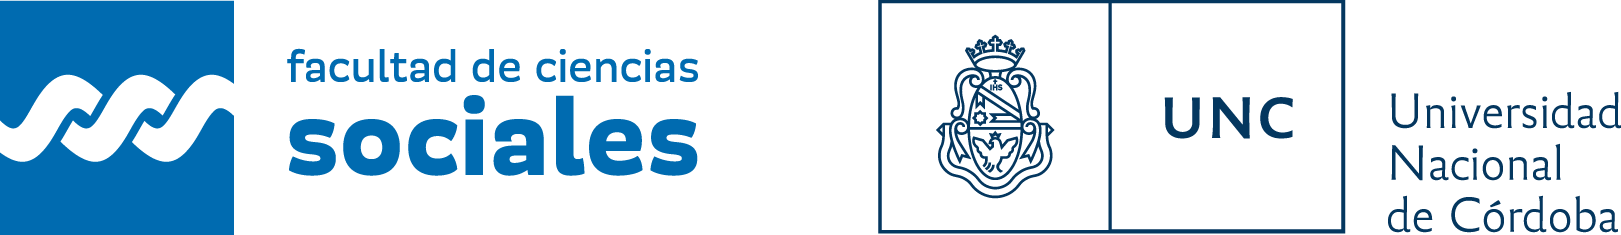 facultad de ciencias
sociales
IHS
UNC
Universidad
Nacional
de Córdoba